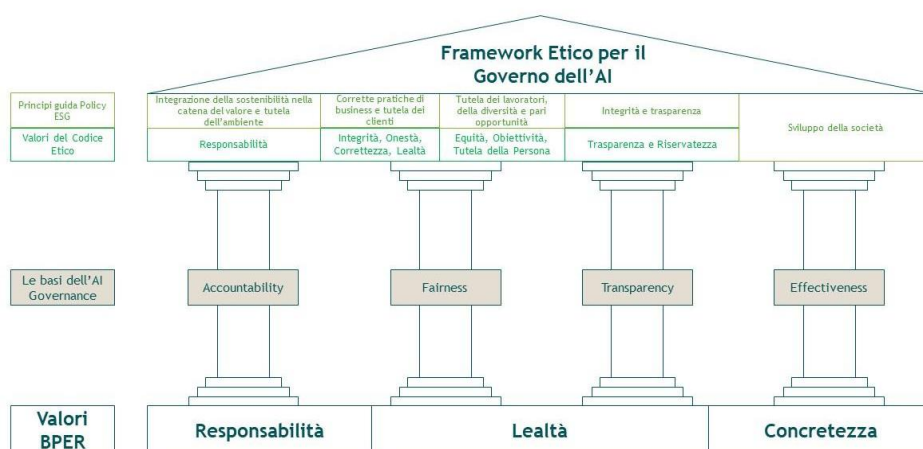 Framework Etico per il
Governo dell'AI
Principi guida Policy
ESG
Integrazione della sostenibilità nella
catena del valore e tutela
dell'ambiente
Corrette pratiche di
business e tutela dei
clienti
Tutela dei lavoratori,
della diversità e pari
opportunità
Integrità e trasparenza
Sviluppo della società
Valori del Codice
Etico
Responsabilità
Integrità, Onestà,
Correttezza, Lealtà
Equità, Obiettività,
Tutela della Persona
Trasparenza e Riservatezza
Le basi dell'AI
Governance
Accountability
Fairness
Transparency
Effectiveness
Valori
BPER
Responsabilità
Lealtà
Concretezza